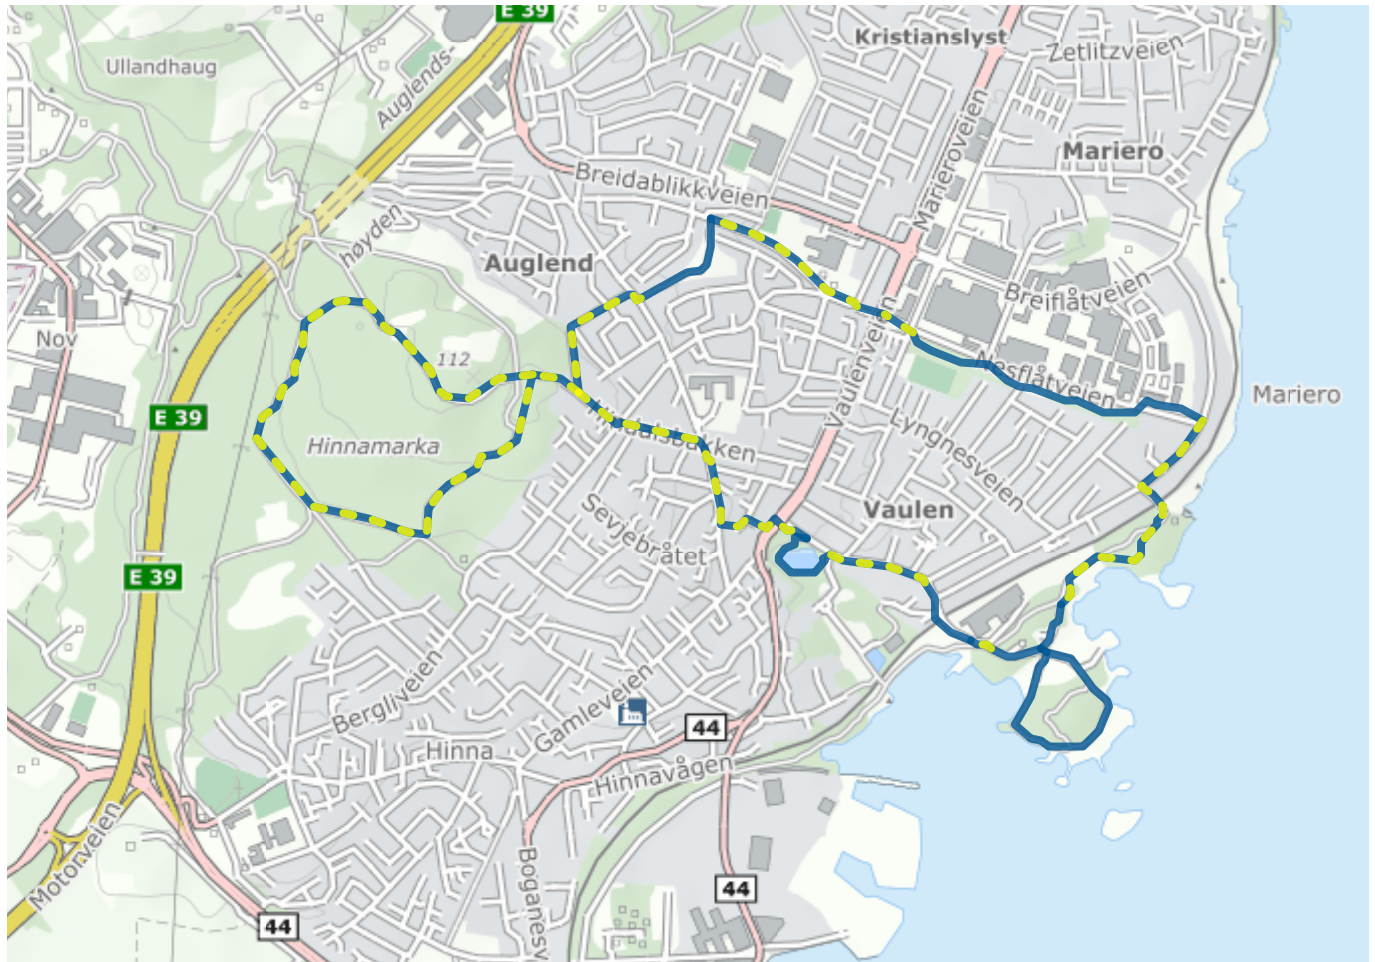 E 39
Kristianslyst
Zetlitzveien
Ullandhaug
Auglends-
høyden
Marieroveien
Mariero
Breidablikkveien
Auglend
Breiflåtveien
Nov
Vaulenveien
112
Nesflåtveien
Mariero
E 39
Hinnamarka
Lyngnesveien
Vaulen
Sevjebråtet
E 39
Bergliveien
Gamleveien
44
Hinna
Hinnavågen
Motorveien
Boganesv
44
44